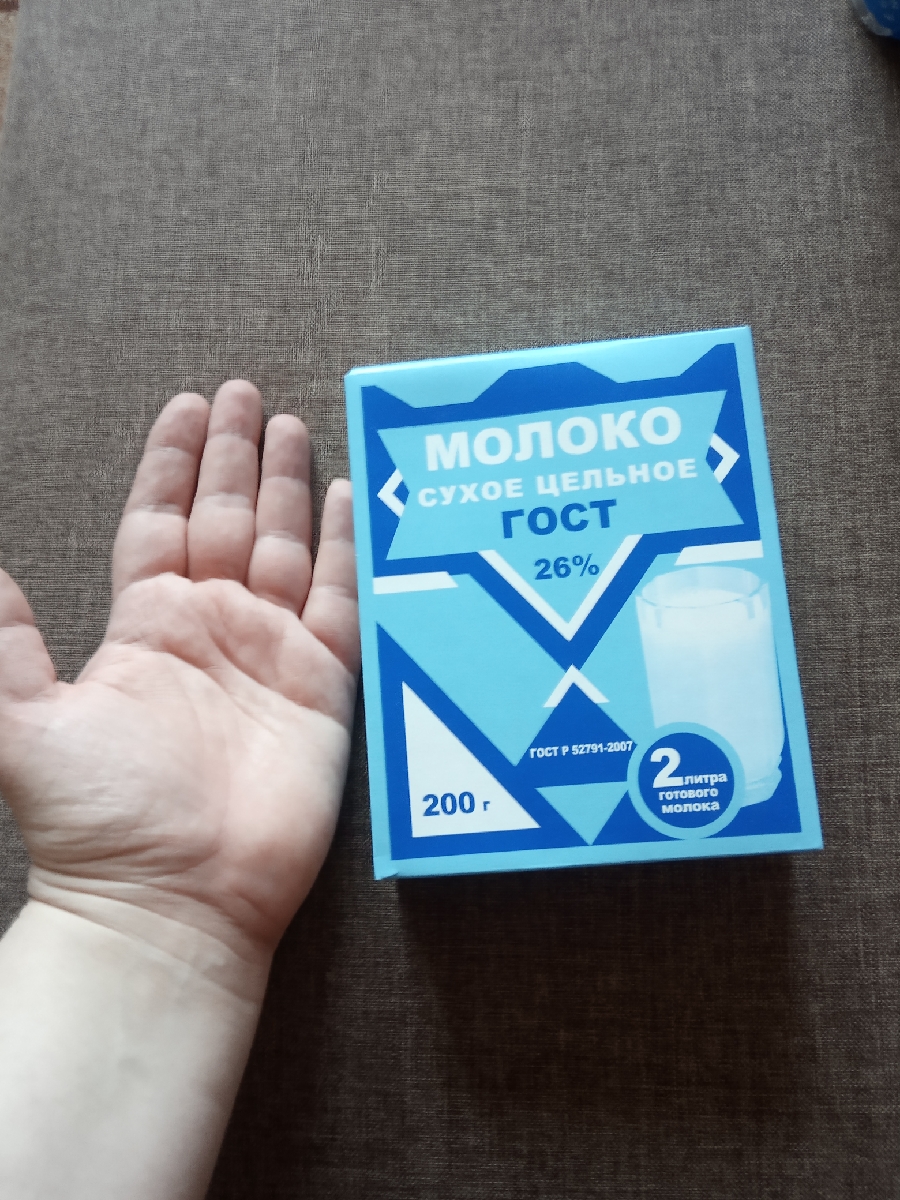 МОЛОКО
СУХОЕ ЦЕЛЬНОЕ
ГОСТ
26%
ГОСТ Р 52791-2007
200 г
2 литра
готового
молока